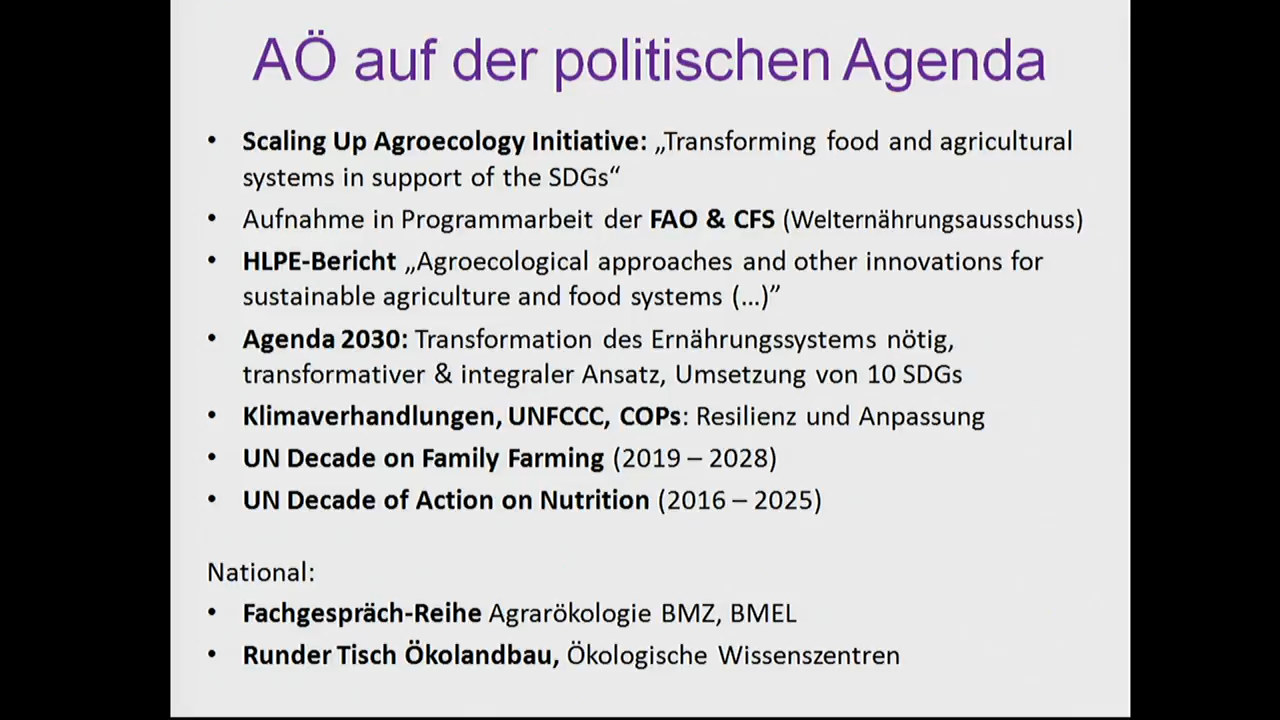 AÖ auf der politischen Agenda
• Scaling Up Agroecology Initiative: „Transforming food and agricultural
systems in support of the SDGs“
• Aufnahme in Programmarbeit der FAO & CFS (Welternährungsausschuss)
• HLPE-Bericht „Agroecological approaches and other innovations for
sustainable agriculture and food systems (…)”
• Agenda 2030: Transformation des Ernährungssystems nötig,
transformativer & integraler Ansatz, Umsetzung von 10 SDGs
• Klimaverhandlungen, UNFCCC, COPs: Resilienz und Anpassung
• UN Decade on Family Farming (2019 – 2028)
• UN Decade of Action on Nutrition (2016 – 2025)
National:
• Fachgespräch-Reihe Agrarökologie BMZ, BMEL
• Runder Tisch Ökolandbau, Ökologische Wissenszentren